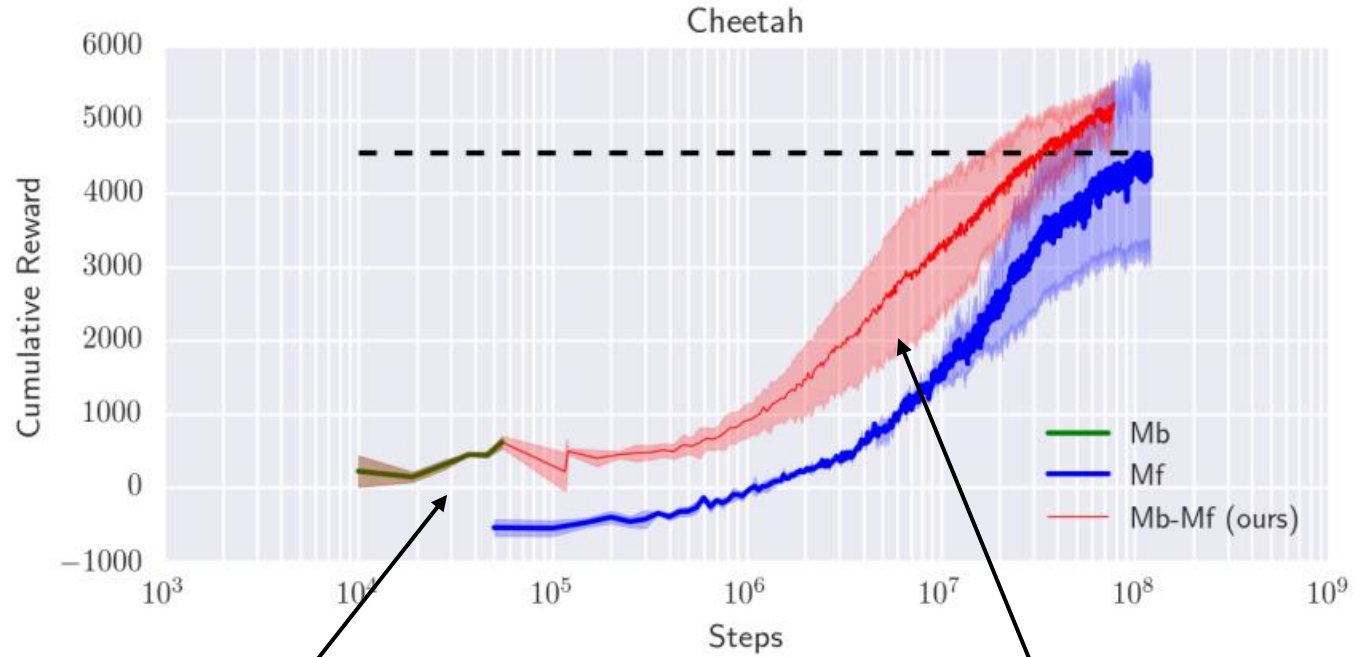 Cheetah
6000
5000
4000
3000
2000
1000
0
−1000
Cumulative Reward
Mb
Mf
Mb-Mf (ours)
10³ 10⁴ 10⁵ 10⁶ 10⁷ 10⁸ 10⁹
Steps